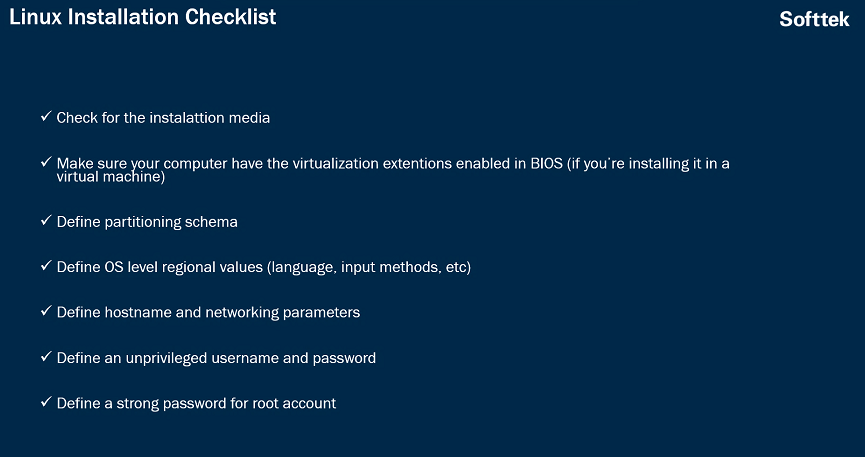 Linux Installation Checklist
Softtek
✓ Check for the instalattion media
✓ Make sure your computer have the virtualization extentions enabled in BIOS (if you're installing it in a
virtual machine)
✓ Define partitioning schema
✓ Define OS level regional values (language, input methods, etc)
✓ Define hostname and networking parameters
✓ Define an unprivileged username and password
✓ Define a strong password for root account